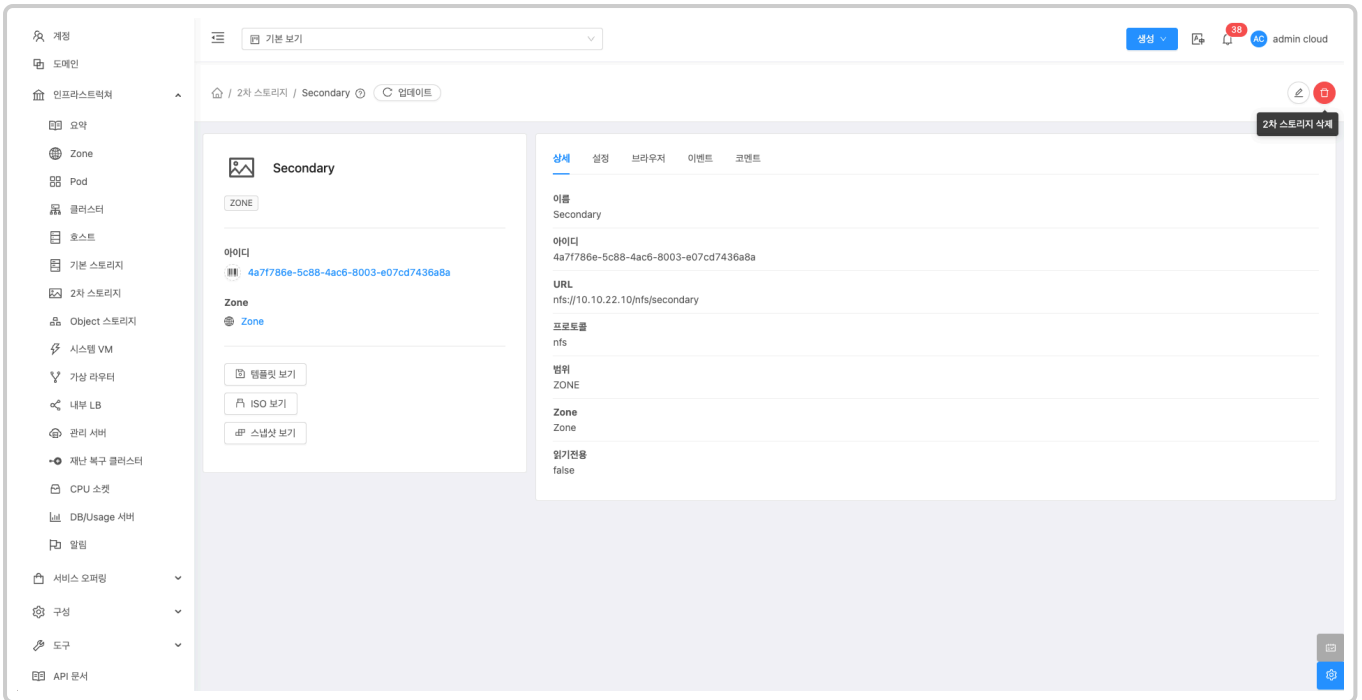 계정
도메인
인프라스트럭쳐
요약
Zone
Pod
클러스터
호스트
기본 스토리지
2차 스토리지
Object 스토리지
시스템 VM
가상 라우터
내부 LB
관리 서버
재난 복구 클러스터
CPU 소켓
DB/Usage 서버
알림
서비스 오퍼링
구성
도구
API 문서
기본 보기
생성
38
AC
admin cloud
/ 2차 스토리지 / Secondary
업데이트
2차 스토리지 삭제
Secondary
ZONE
아이디
4a7f786e-5c88-4ac6-8003-e07cd7436a8a
Zone
Zone
템플릿 보기
ISO 보기
스냅샷 보기
상세
설정
브라우저
이벤트
코멘트
이름
Secondary
아이디
4a7f786e-5c88-4ac6-8003-e07cd7436a8a
URL
nfs://10.10.22.10/nfs/secondary
프로토콜
nfs
범위
ZONE
Zone
Zone
읽기전용
false